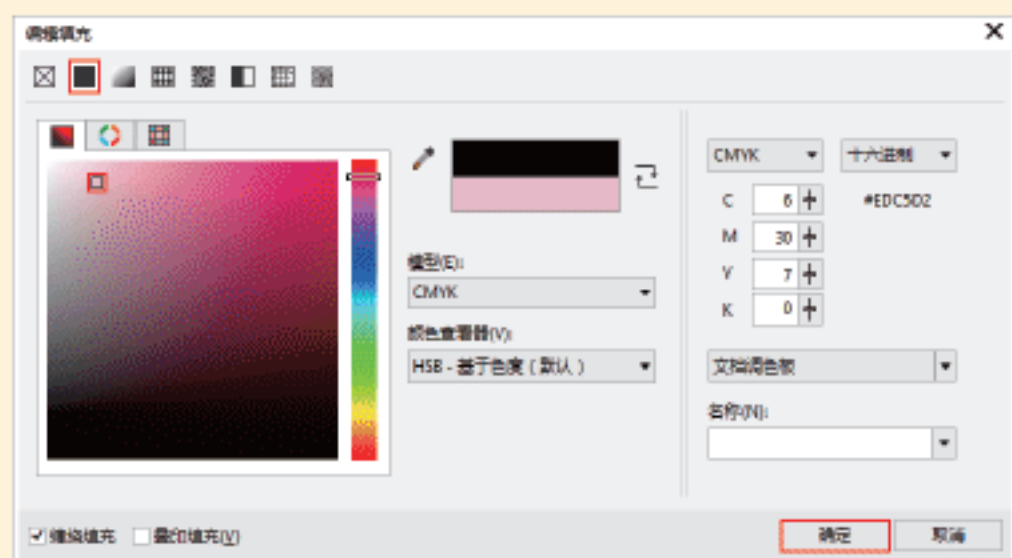 编辑填充
CMYK
十六进制
C 6
#EDC5D2
M 30
Y 7
K 0
模型(E):
CMYK
颜色查看器(V):
HSB - 基于色度（默认）
文档调色板
名称(N):
缠绕填充
叠印填充(V)
确定
取消